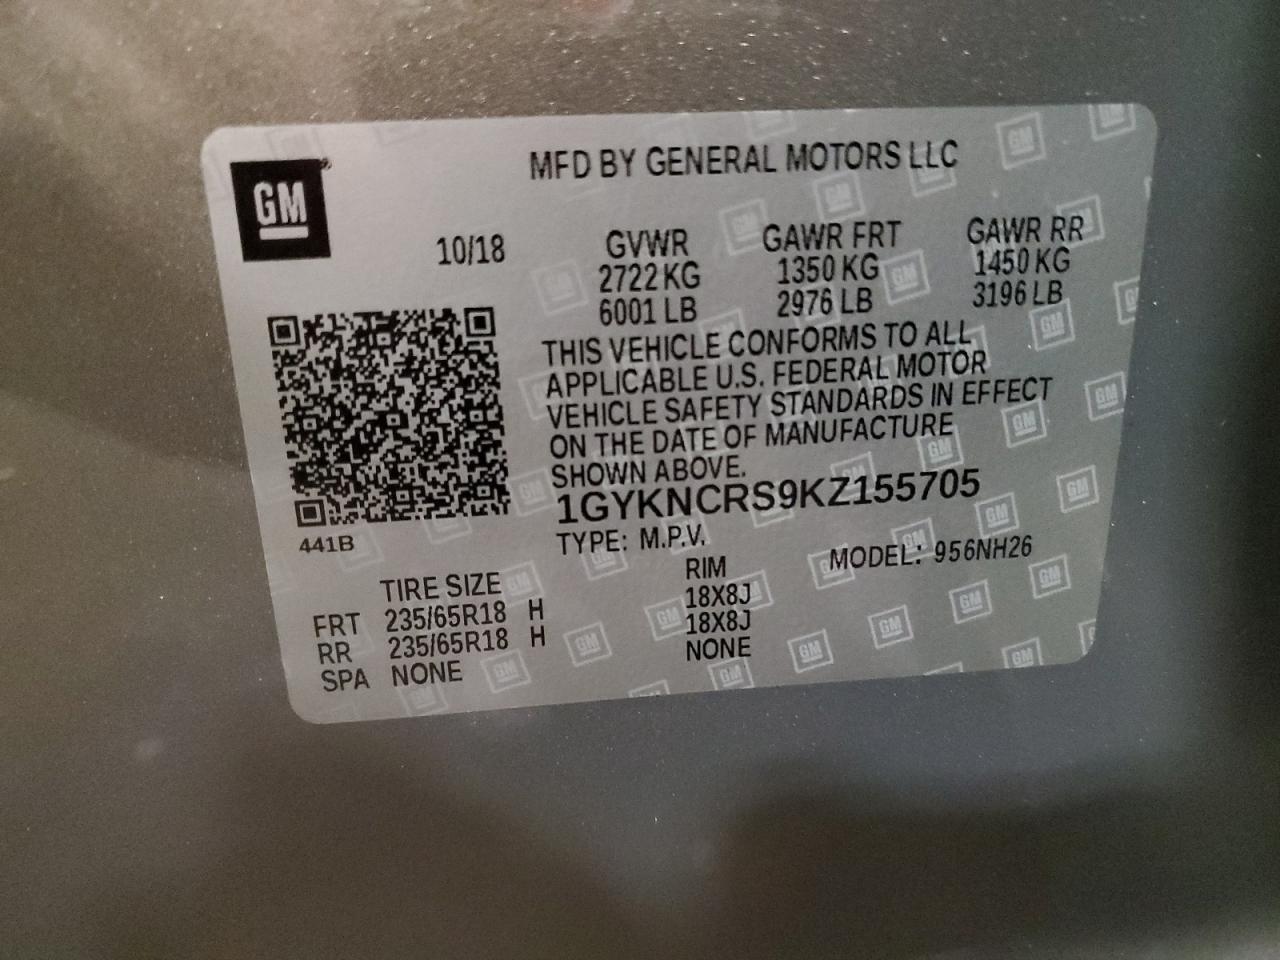 GM
MFD BY GENERAL MOTORS LLC
10/18
GVWR GAWR FRT GAWR RR
2722 KG 1350 KG 1450 KG
6001 LB 2976 LB 3196 LB
THIS VEHICLE CONFORMS TO ALL
APPLICABLE U.S. FEDERAL MOTOR
VEHICLE SAFETY STANDARDS IN EFFECT
ON THE DATE OF MANUFACTURE
SHOWN ABOVE.
1GYKNCRS9KZ155705
441B
TYPE: M.P.V. MODEL: 956NH26
TIRE SIZE RIM
FRT 235/65R18 H 18X8J
RR 235/65R18 H 18X8J
SPA NONE NONE